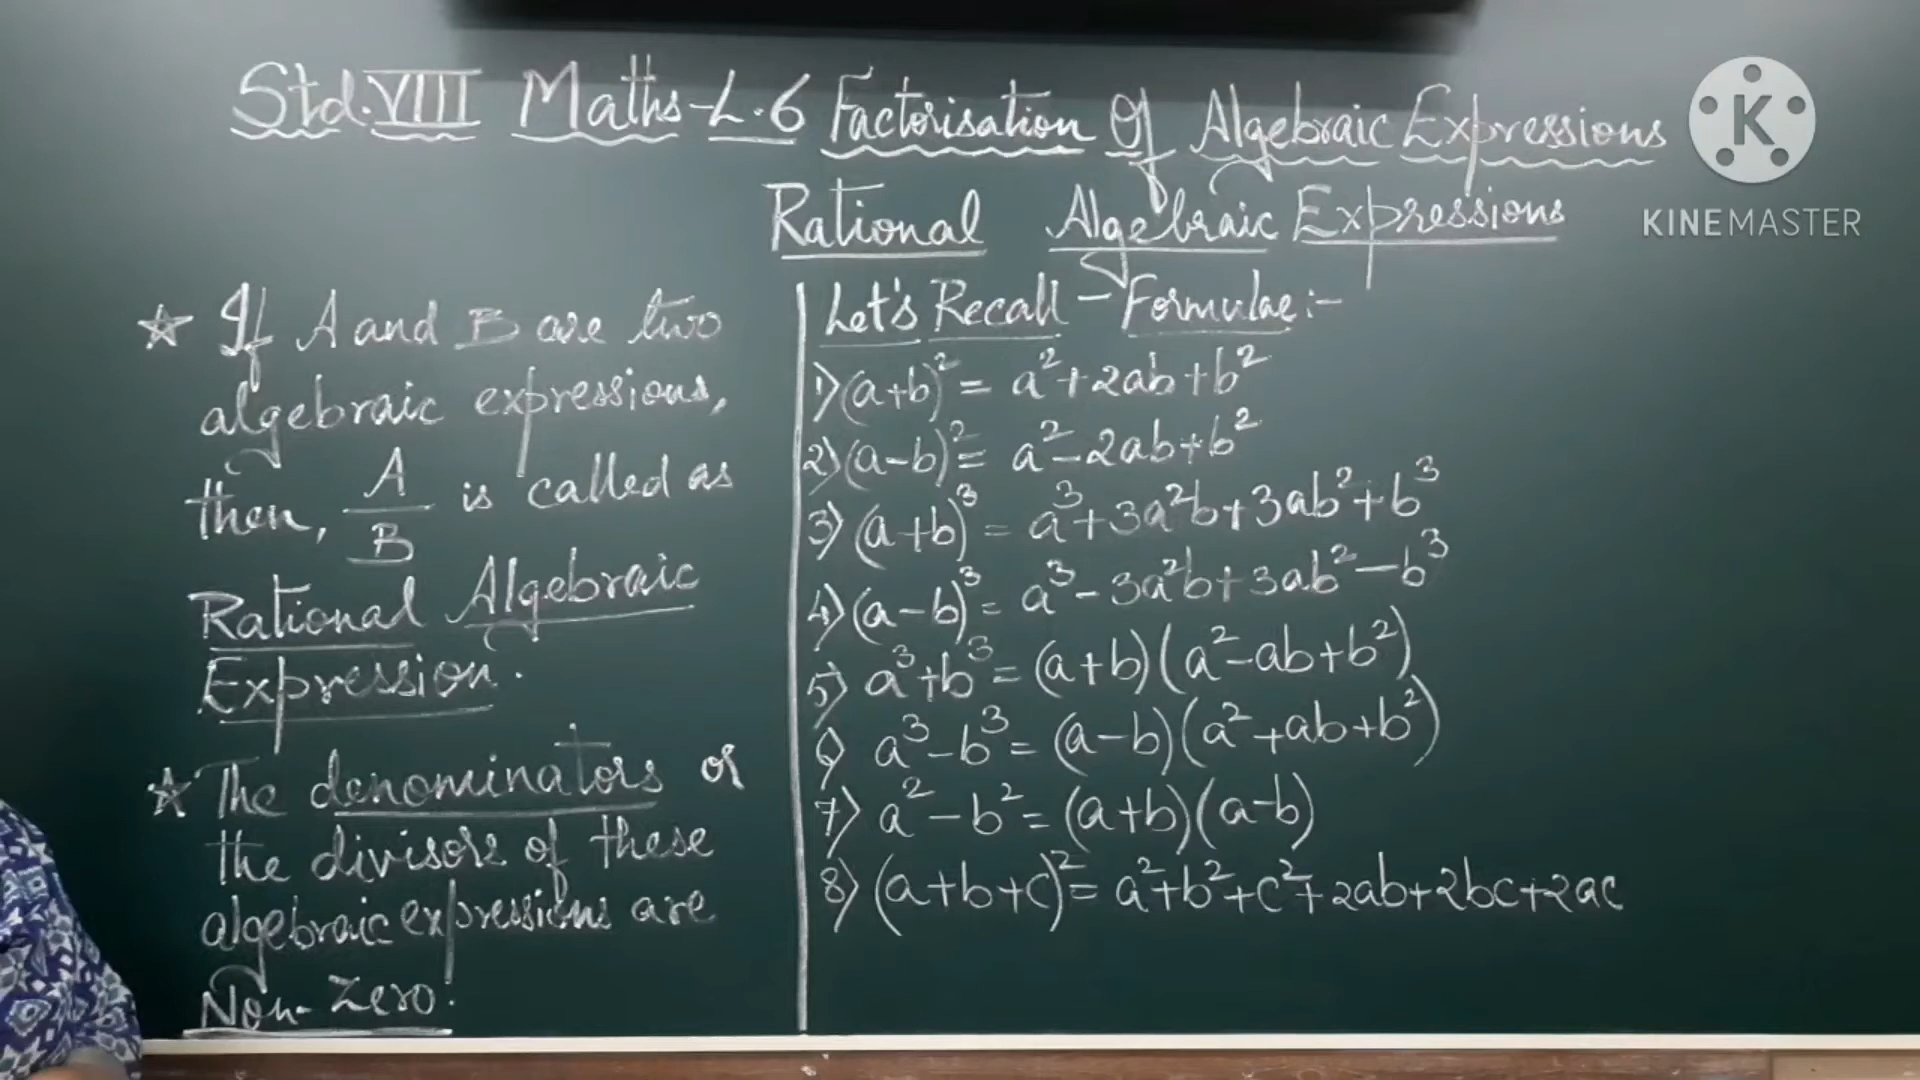 Std.VIII Maths-L.6 Factorisation Of Algebraic Expressions
Rational Algebraic Expressions
K
KINEMASTER
☆ If A and B are two
algebraic expressions,
then, A/B is called as
Rational Algebraic
Expression.
☆ The denominators or
the divisors of these
algebraic expressions are
Non-Zero.
Let's Recall - Formulae:-
1) (a+b)² = a²+2ab+b²
2) (a-b)² = a²-2ab+b²
3) (a+b)³ = a³+3a²b+3ab²+b³
4) (a-b)³ = a³-3a²b+3ab²-b³
5) a³+b³ = (a+b)(a²-ab+b²)
6) a³-b³ = (a-b)(a²+ab+b²)
7) a²-b² = (a+b)(a-b)
8) (a+b+c)² = a²+b²+c²+2ab+2bc+2ac